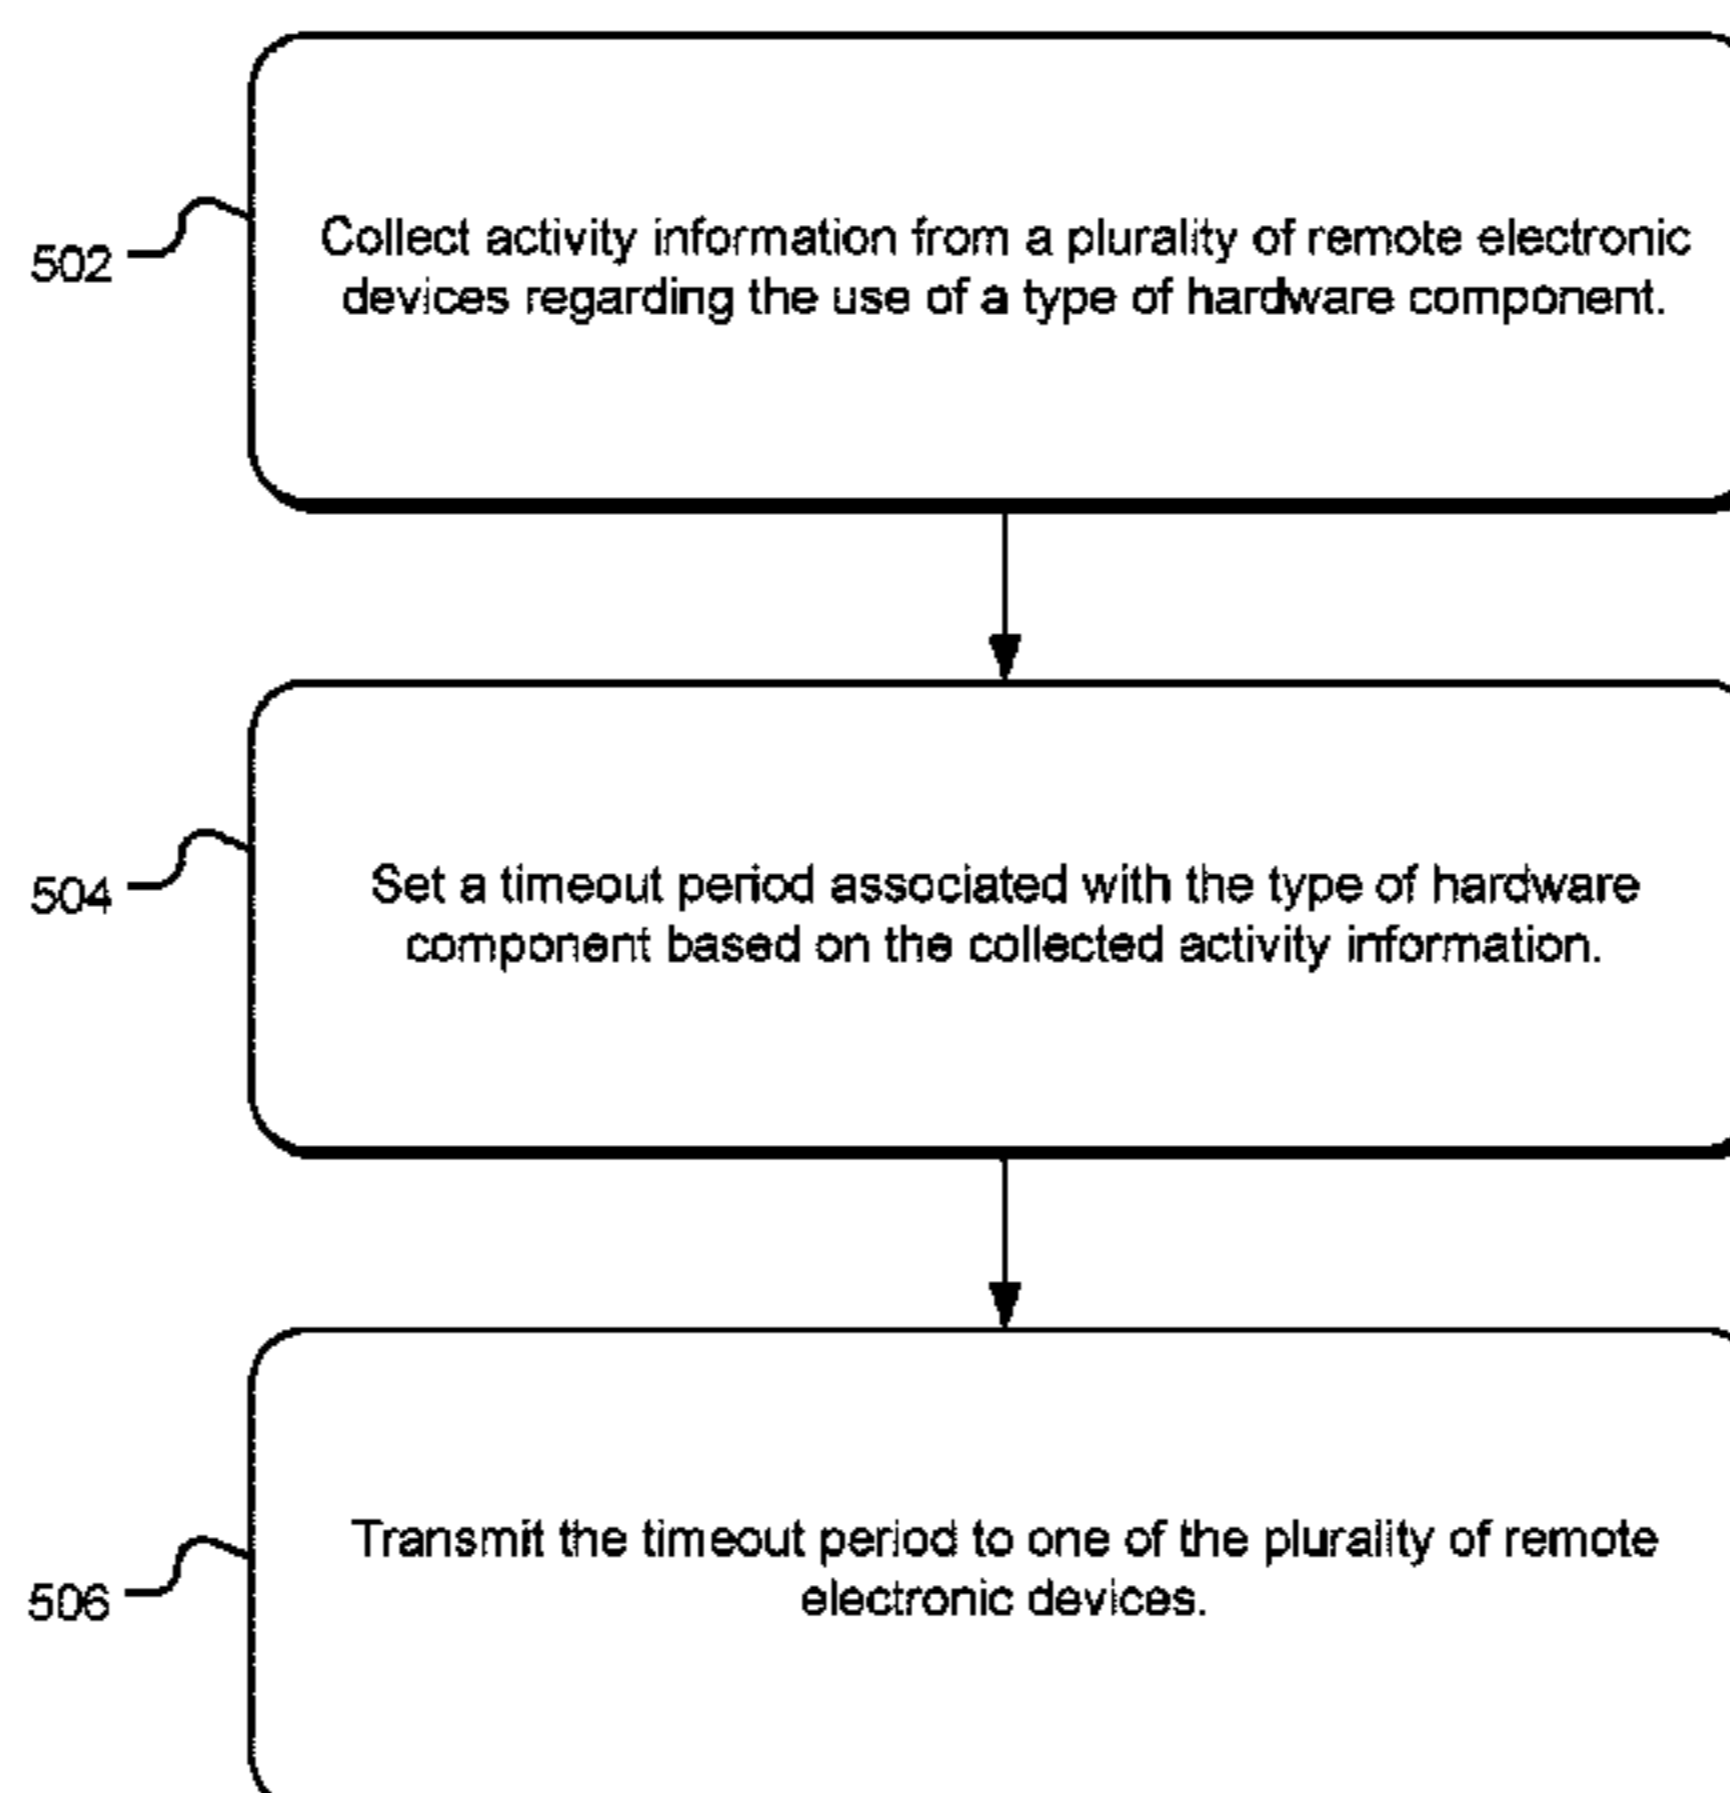 502
Collect activity information from a plurality of remote electronic
devices regarding the use of a type of hardware component.
504
Set a timeout period associated with the type of hardware
component based on the collected activity information.
506
Transmit the timeout period to one of the plurality of remote
electronic devices.